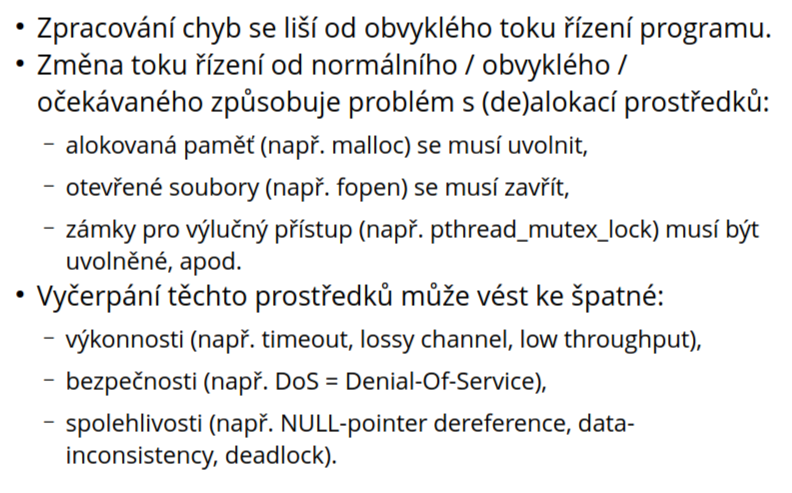 • Zpracování chyb se liší od obvyklého toku řízení programu.
• Změna toku řízení od normálního / obvyklého /
očekávaného způsobuje problém s (de)alokací prostředků:
– alokovaná paměť (např. malloc) se musí uvolnit,
– otevřené soubory (např. fopen) se musí zavřít,
– zámky pro výlučný přístup (např. pthread_mutex_lock) musí být
uvolněné, apod.
• Vyčerpání těchto prostředků může vést ke špatné:
– výkonnosti (např. timeout, lossy channel, low throughput),
– bezpečnosti (např. DoS = Denial-Of-Service),
– spolehlivosti (např. NULL-pointer dereference, data-
inconsistency, deadlock).